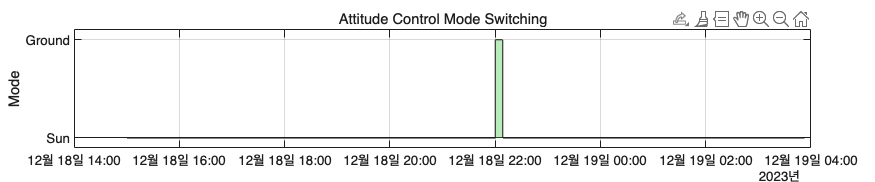 Attitude Control Mode Switching
Ground
Mode
Sun
12월 18일 14:00 12월 18일 16:00 12월 18일 18:00 12월 18일 20:00 12월 18일 22:00 12월 19일 00:00 12월 19일 02:00 12월 19일 04:00
2023년